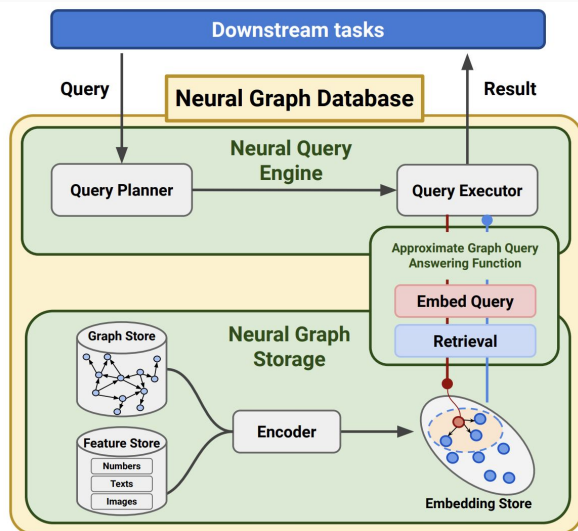 Downstream tasks
Query
Result
Neural Graph Database
Neural Query
Engine
Query Planner
Query Executor
Approximate Graph Query
Answering Function
Embed Query
Retrieval
Neural Graph
Storage
Graph Store
Feature Store
Numbers
Texts
Images
Encoder
Embedding Store